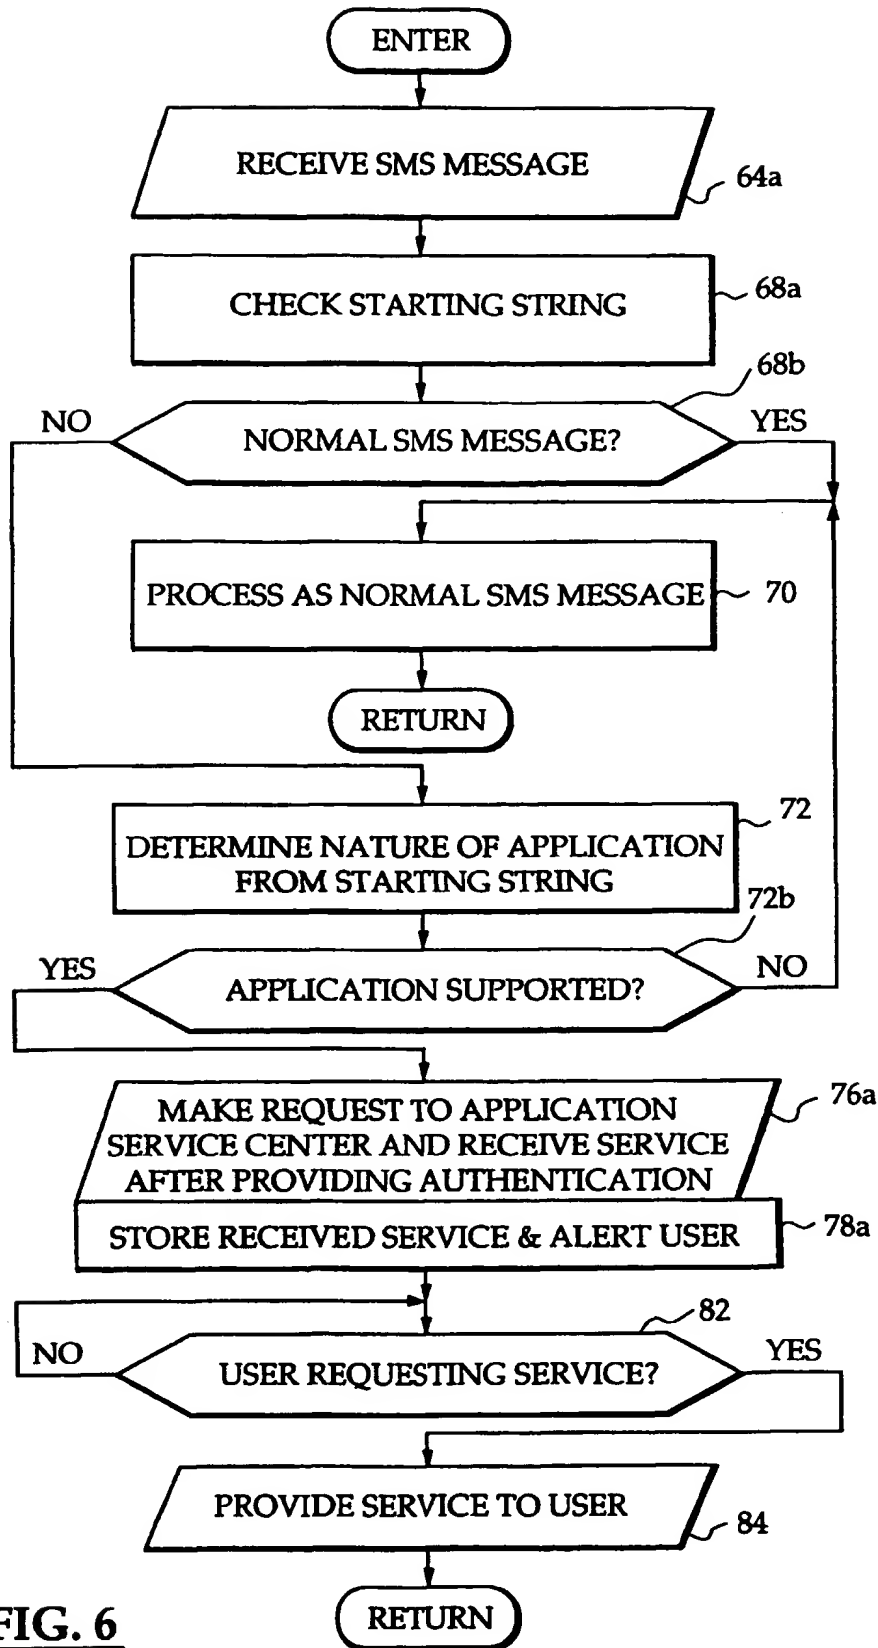 ENTER
RECEIVE SMS MESSAGE
64a
CHECK STARTING STRING
68a
68b
NO
NORMAL SMS MESSAGE?
YES
PROCESS AS NORMAL SMS MESSAGE
70
RETURN
72
DETERMINE NATURE OF APPLICATION
FROM STARTING STRING
72b
YES
APPLICATION SUPPORTED?
NO
MAKE REQUEST TO APPLICATION
SERVICE CENTER AND RECEIVE SERVICE
AFTER PROVIDING AUTHENTICATION
76a
STORE RECEIVED SERVICE & ALERT USER
78a
82
NO
USER REQUESTING SERVICE?
YES
PROVIDE SERVICE TO USER
84
RETURN
FIG. 6